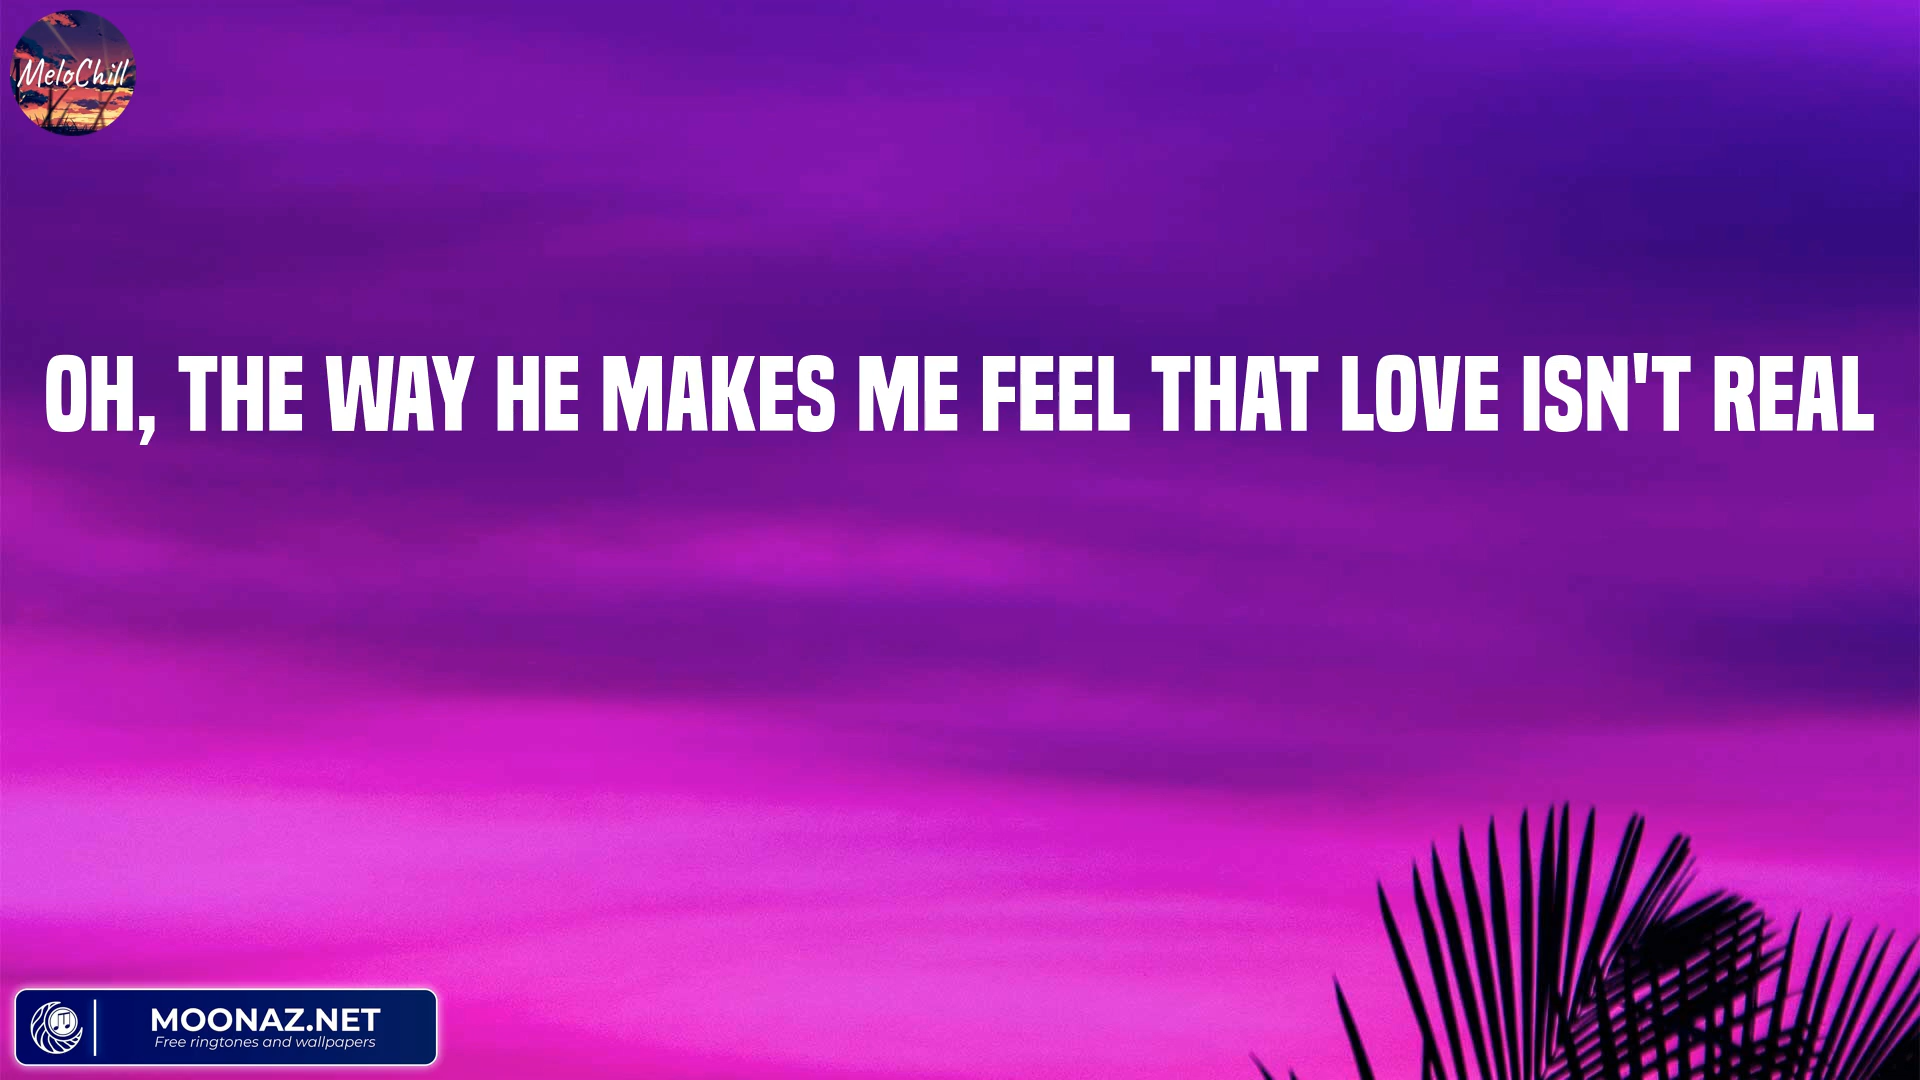 MeloChill
OH, THE WAY HE MAKES ME FEEL THAT LOVE ISN'T REAL
MOONAZ.NET
Free ringtones and wallpapers